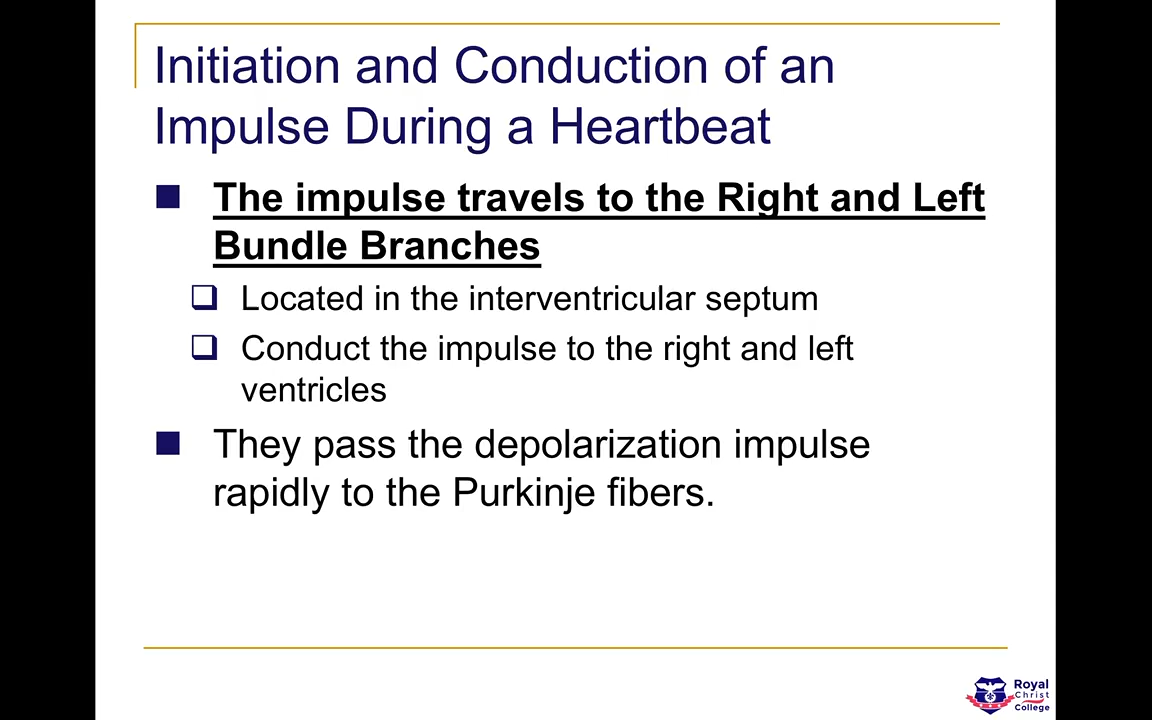 Initiation and Conduction of an
Impulse During a Heartbeat
The impulse travels to the Right and Left
Bundle Branches
Located in the interventricular septum
Conduct the impulse to the right and left
ventricles
They pass the depolarization impulse
rapidly to the Purkinje fibers.
Royal
Christ
College